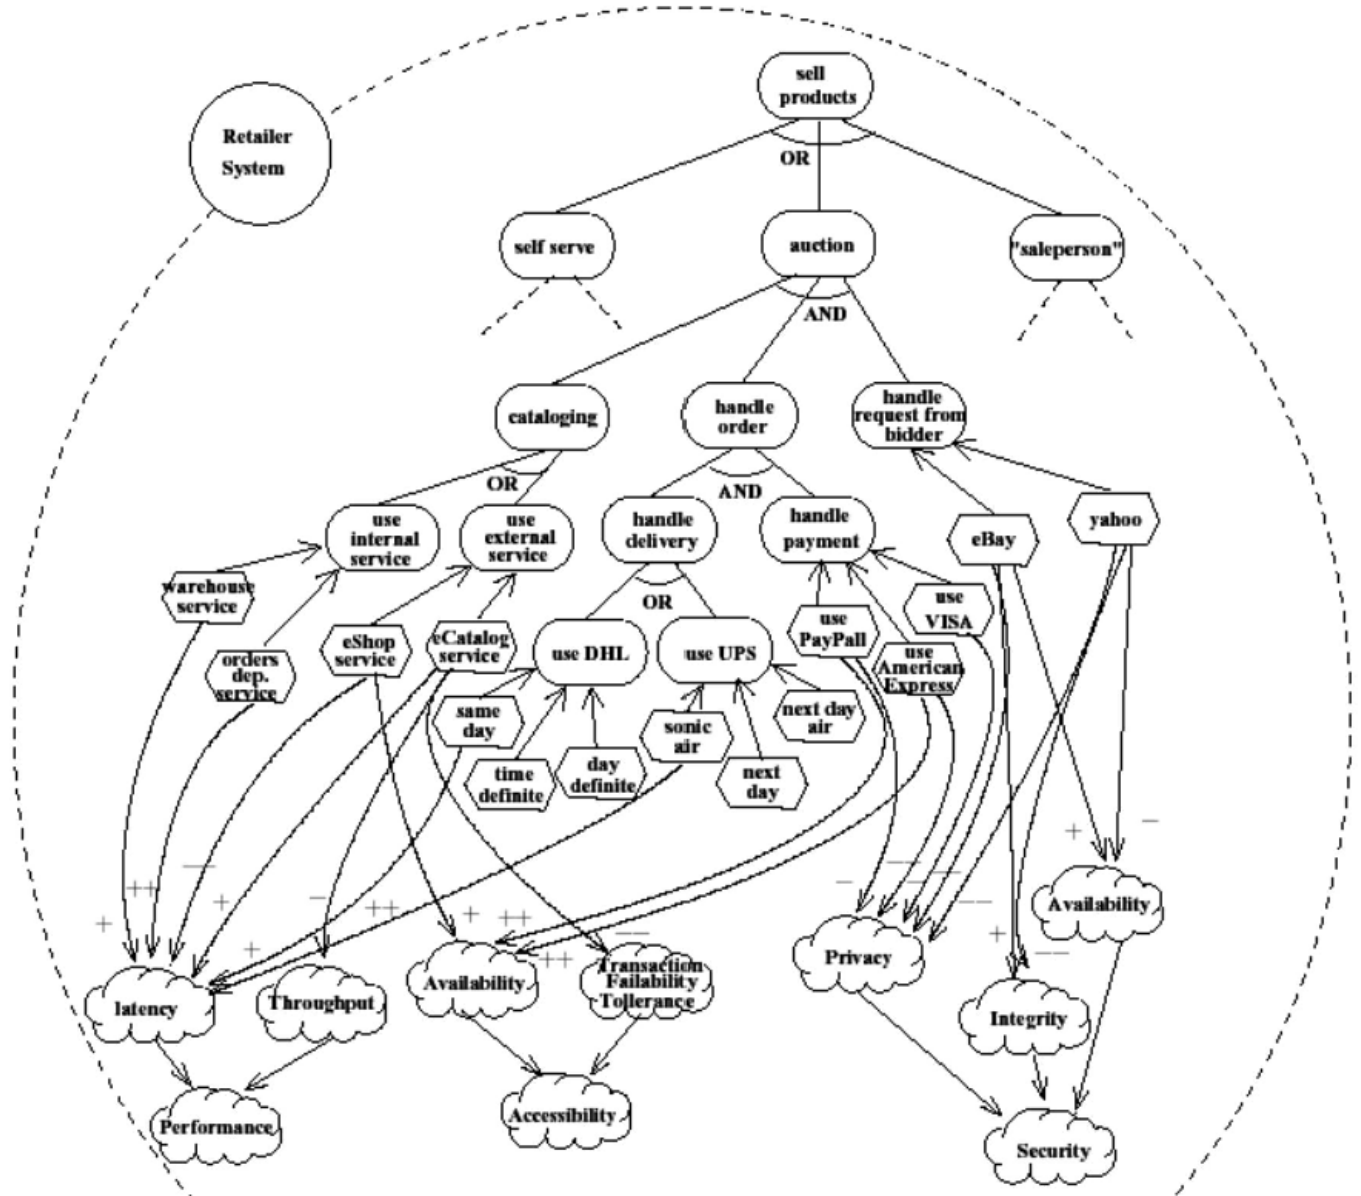 sell
products
Retailer
System
OR
self serve
auction
"saleperson"
AND
cataloging
handle
order
handle
request from
bidder
OR
AND
use
internal
service
use
external
service
handle
delivery
handle
payment
eBay
yahoo
warehouse
service
OR
use
VISA
use
PayPall
orders
dep.
service
eShop
service
eCatalog
service
use DHL
use UPS
use
American
Express
same
day
sonic
air
next day
air
time
definite
day
definite
next
day
+
−
−−
++
+
−
++
+
++
−
−−
−−
−−
+
+
−−
++
+
−−
Availability
latency
Throughput
Availability
Transaction
Failability
Tollerance
Privacy
Integrity
Performance
Accessibility
Security